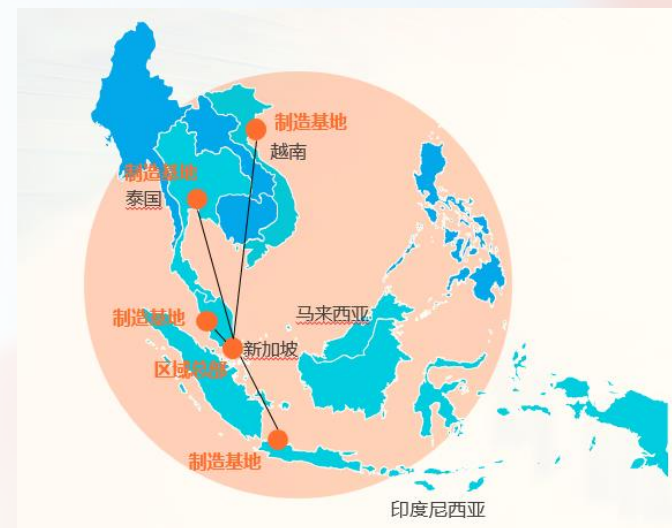 制造基地
越南
制造基地
泰国
马来西亚
制造基地
新加坡
区域总部
制造基地
印度尼西亚